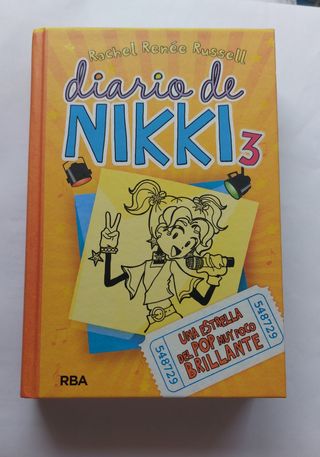 Rachel Renée Russell
diario de
NIKKI 3
UNA ESTRELLA
DEL POP MUY POCO
BRILLANTE
548729
548729
RBA